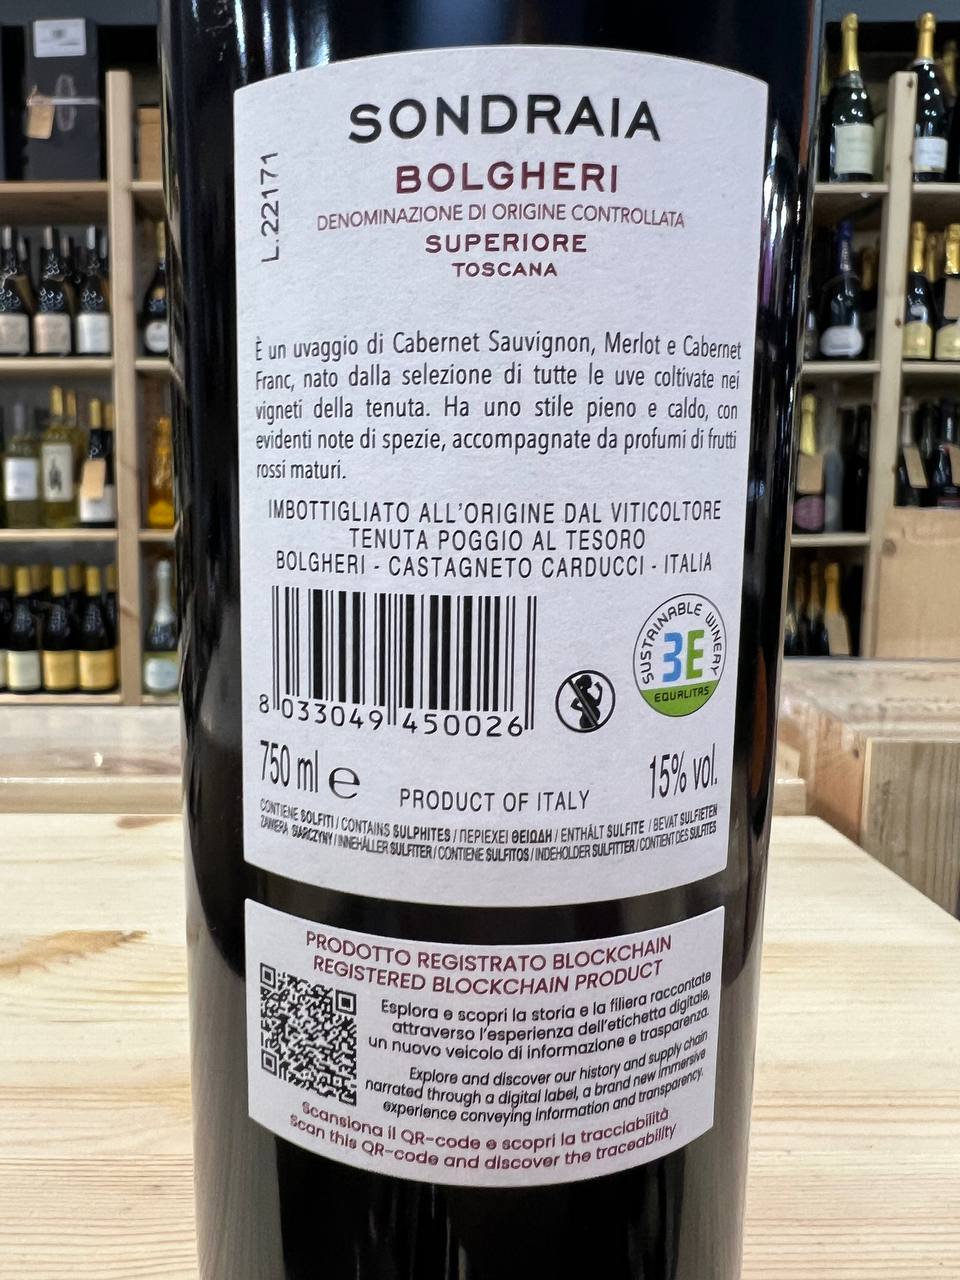 SONDRAIA
BOLGHERI
DENOMINAZIONE DI ORIGINE CONTROLLATA
SUPERIORE
TOSCANA
L.22171
È un uvaggio di Cabernet Sauvignon, Merlot e Cabernet
Franc, nato dalla selezione di tutte le uve coltivate nei
vigneti della tenuta. Ha uno stile pieno e caldo, con
evidenti note di spezie, accompagnate da profumi di frutti
rossi maturi.
IMBOTTIGLIATO ALL'ORIGINE DAL VITICOLTORE
TENUTA POGGIO AL TESORO
BOLGHERI - CASTAGNETO CARDUCCI - ITALIA
8 033049 450026
SUSTAINABLE WINERY
3E
EQUALITAS
750 ml e
PRODUCT OF ITALY
15% vol.
CONTIENE SOLFITI / CONTAINS SULPHITES / ΠΕΡΙΕΧΕΙ ΘΕΙΩΔΗ / ENTHÄLT SULFITE / BEVAT SULFIETEN
ZAWIERA SIARCZYNY / INNEHÅLLER SULFITER / CONTIENE SULFITOS / INDEHOLDER SULFITTER / CONTIENT DES SULFITES
PRODOTTO REGISTRATO BLOCKCHAIN
REGISTERED BLOCKCHAIN PRODUCT
Esplora e scopri la storia e la filiera raccontate
attraverso l'esperienza dell'etichetta digitale,
un nuovo veicolo di informazione e trasparenza.
Explore and discover our history and supply chain
narrated through a digital label, a brand new immersive
experience conveying information and transparency.
Scansiona il QR-code e scopri la tracciabilità
Scan this QR-code and discover the traceability